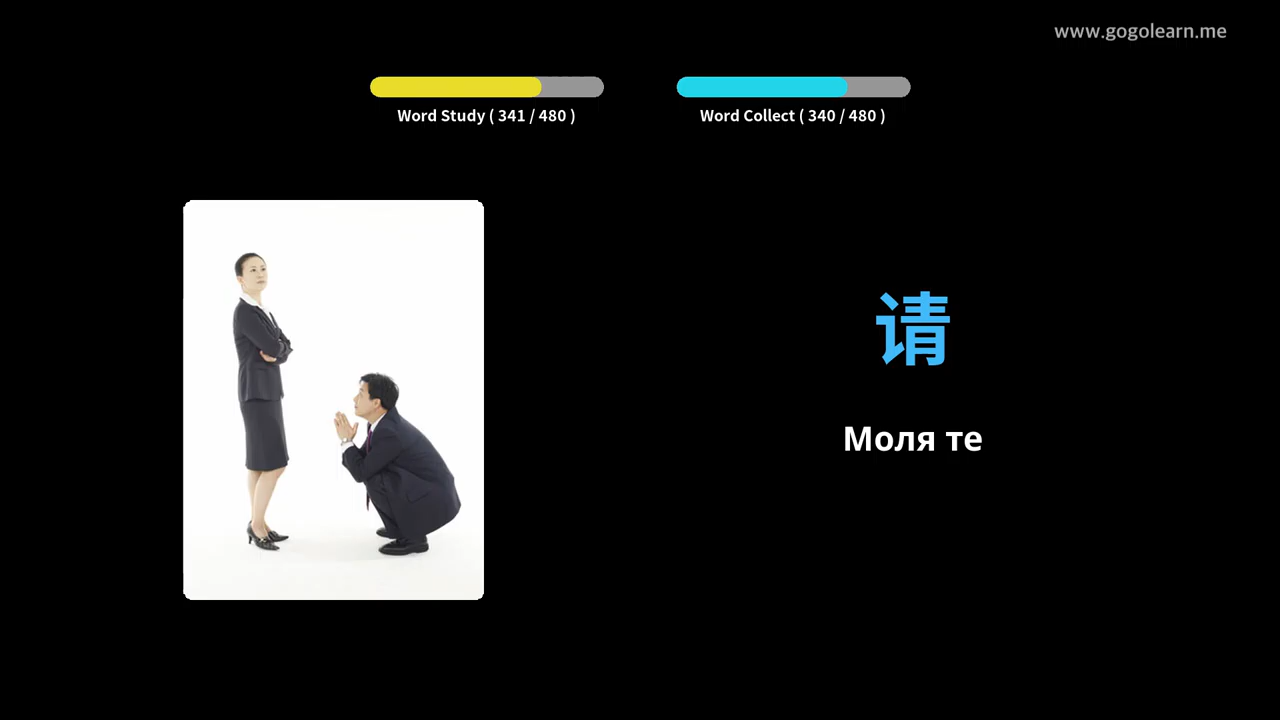 www.gogolearn.me
Word Study ( 341 / 480 )
Word Collect ( 340 / 480 )
请
Моля те